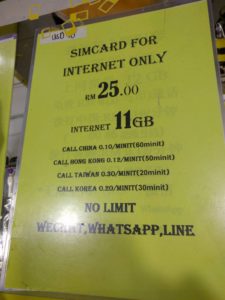 SIMCARD FOR
INTERNET ONLY
RM 25.00
INTERNET 11GB
CALL CHINA 0.10/MINIT(60minit)
CALL HONG KONG 0.12/MINIT(50minit)
CALL TAIWAN 0.30/MINIT(20minit)
CALL KOREA 0.20/MINIT(30minit)
NO LIMIT
WECHAT,WHATSAPP,LINE